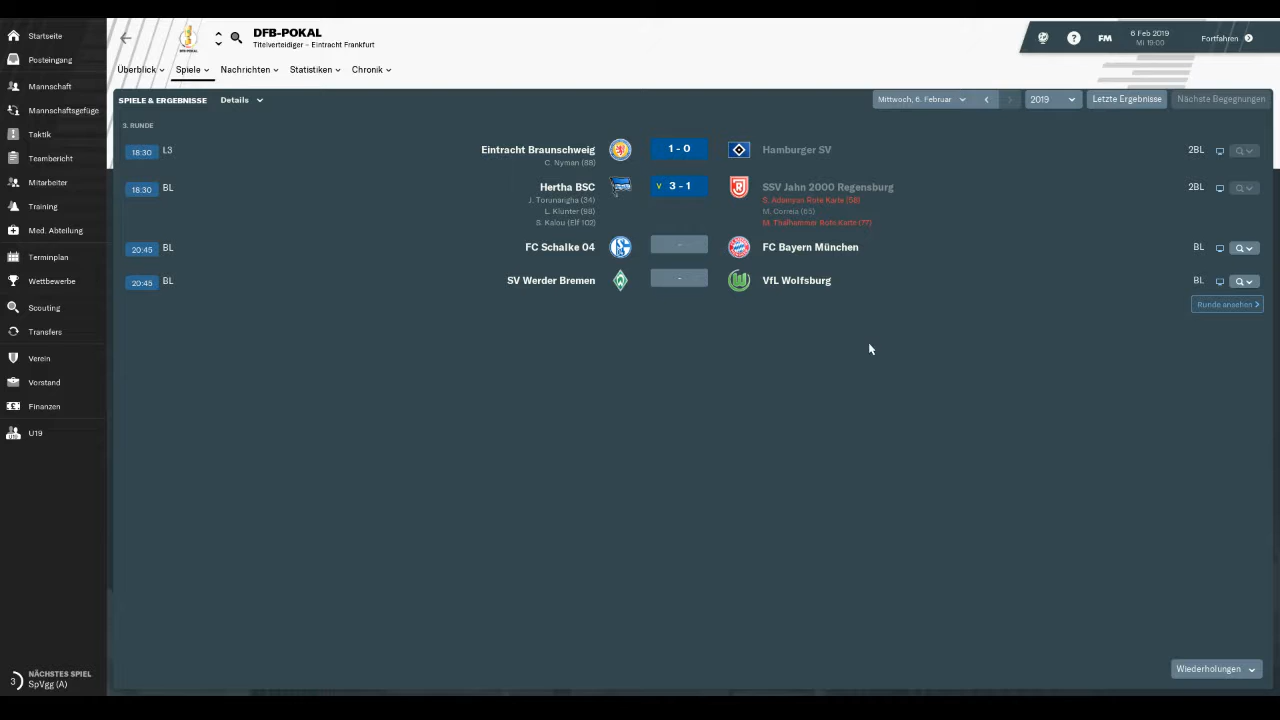 Startseite
Posteingang
Mannschaft
Mannschaftsgefüge
Taktik
Teambericht
Mitarbeiter
Training
Med. Abteilung
Terminplan
Wettbewerbe
Scouting
Transfers
Verein
Vorstand
Finanzen
U19
3 NÄCHSTES SPIEL
SpVgg (A)
DFB-POKAL
Titelverteidiger – Eintracht Frankfurt
6 Feb 2019
Mi 19:00
FM
Fortfahren
Überblick Spiele Nachrichten Statistiken Chronik
SPIELE & ERGEBNISSE Details Mittwoch, 6. Februar 2019 Letzte Ergebnisse Nächste Begegnungen
3. RUNDE
18:30 L3 Eintracht Braunschweig 1 - 0 Hamburger SV 2BL
C. Nyman (88)
18:30 BL Hertha BSC V 3 - 1 SSV Jahn 2000 Regensburg 2BL
J. Torunarigha (34) S. Adamyan Rote Karte (58)
L. Klünter (98) M. Correia (65)
S. Kalou (Elf 102) M. Thalhammer Rote Karte (77)
20:45 BL FC Schalke 04 - FC Bayern München BL
20:45 BL SV Werder Bremen - VfL Wolfsburg BL
Runde ansehen
Wiederholungen